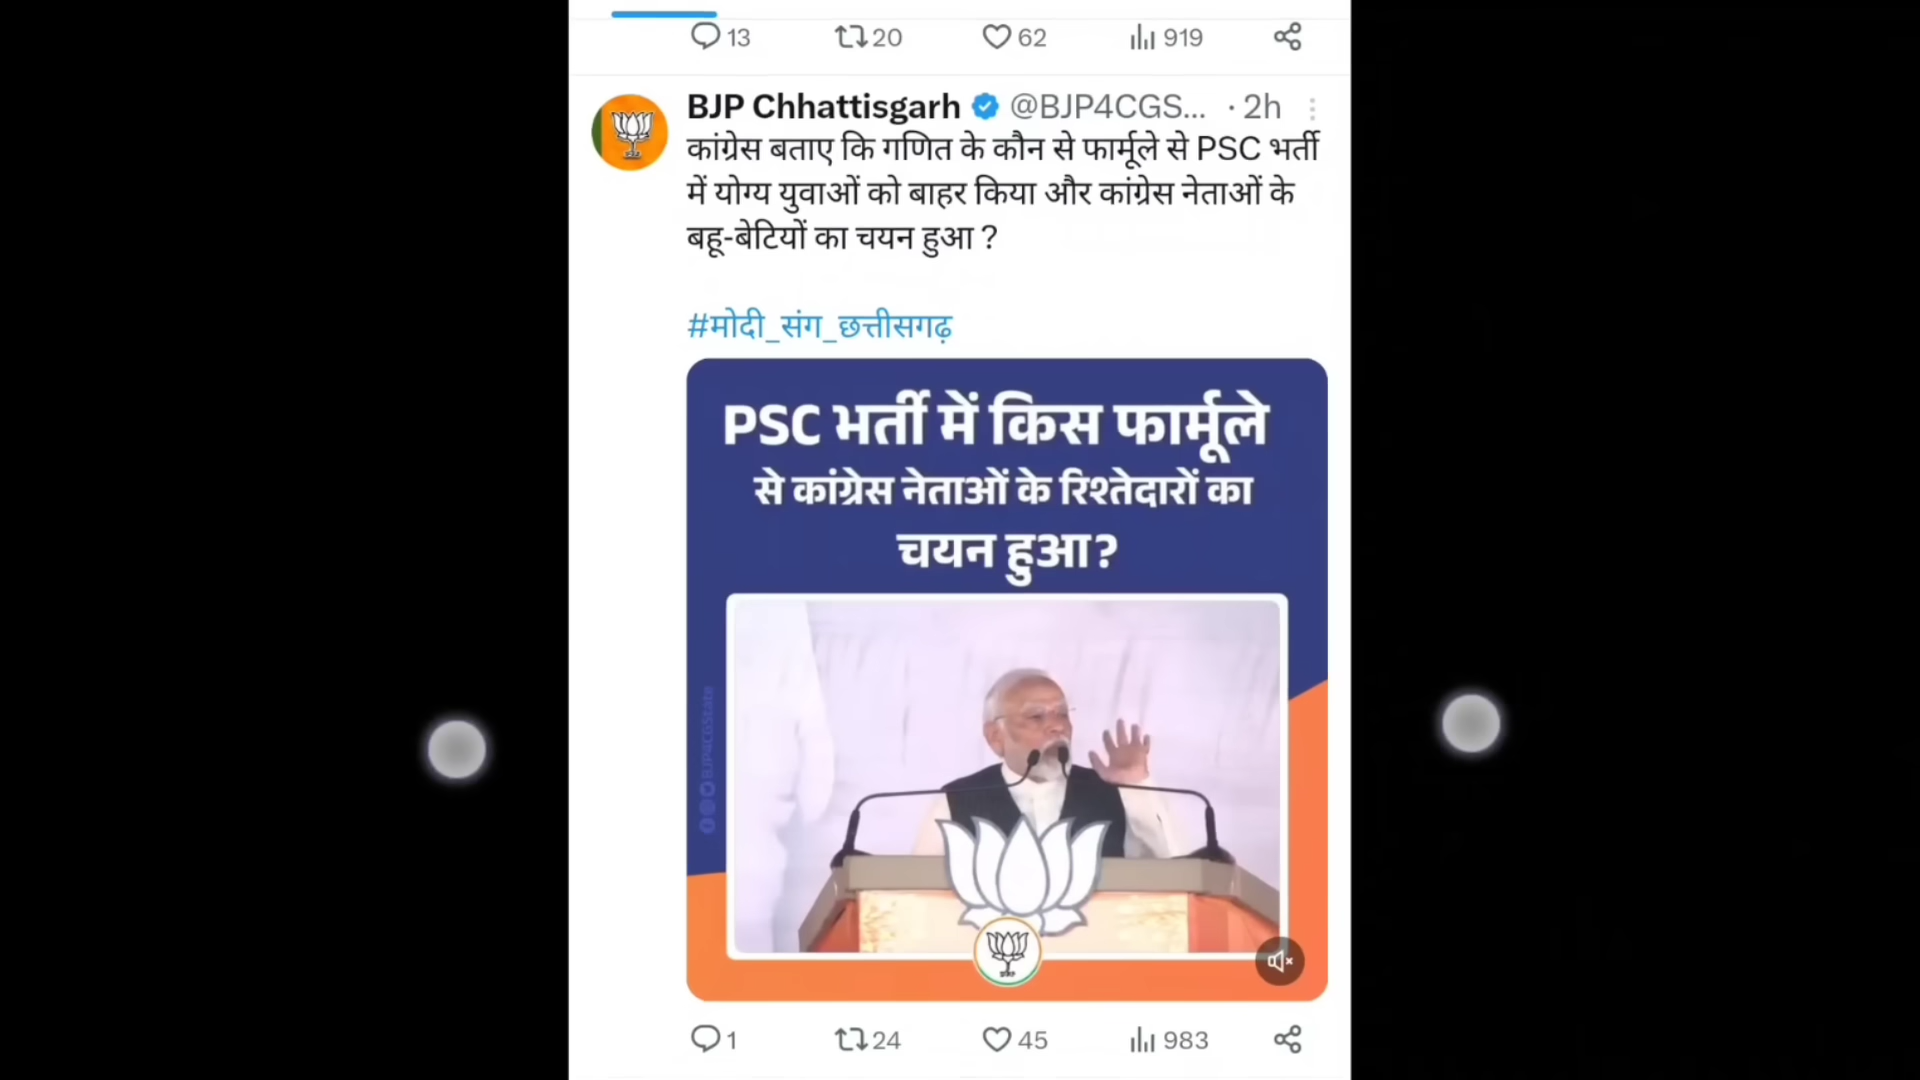 13 20 62 919
BJP Chhattisgarh @BJP4CGS... · 2h
कांग्रेस बताए कि गणित के कौन से फार्मूले से PSC भर्ती
में योग्य युवाओं को बाहर किया और कांग्रेस नेताओं के
बहू-बेटियों का चयन हुआ ?
#मोदी_संग_छत्तीसगढ़
PSC भर्ती में किस फार्मूले
से कांग्रेस नेताओं के रिश्तेदारों का
चयन हुआ?
BJP4CGState
1 24 45 983